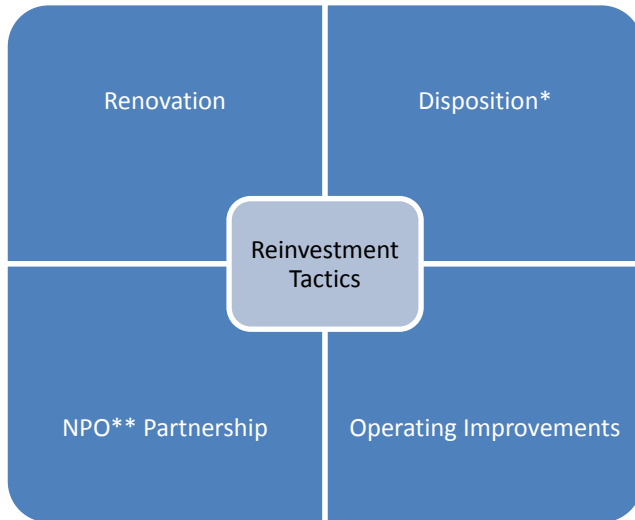 Renovation
Disposition*
Reinvestment
Tactics
NPO** Partnership
Operating Improvements